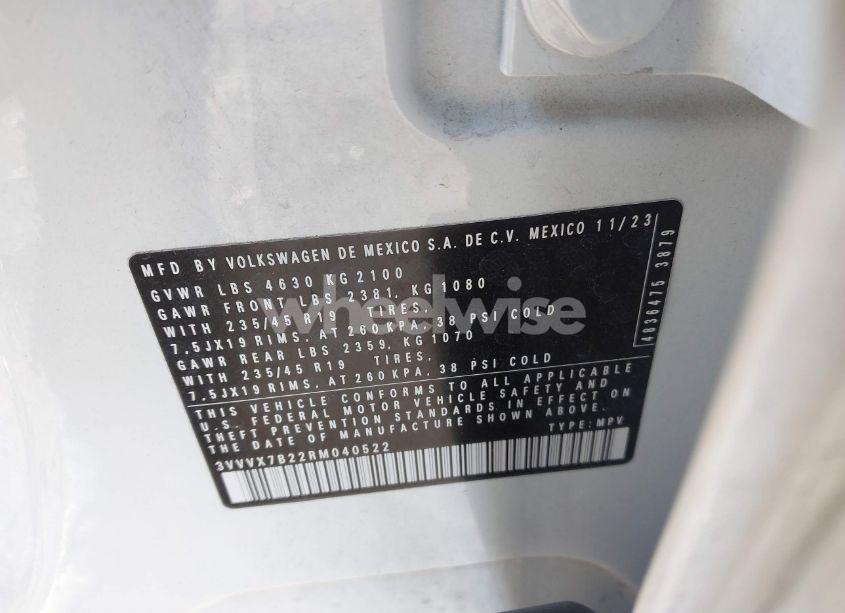 MFD BY VOLKSWAGEN DE MEXICO S.A. DE C.V. MEXICO 11/23
GVWR LBS 4630 KG 2100
GAWR FRONT LBS 2381, KG 1080
WITH 235/45 R19 TIRES,
7.5JX19 RIMS, AT 260 KPA, 38 PSI COLD
GAWR REAR LBS 2359, KG 1070
WITH 235/45 R19 TIRES,
7.5JX19 RIMS, AT 260 KPA, 38 PSI COLD
THIS VEHICLE CONFORMS TO ALL APPLICABLE
U.S. FEDERAL MOTOR VEHICLE SAFETY AND
THEFT PREVENTION STANDARDS IN EFFECT ON
THE DATE OF MANUFACTURE SHOWN ABOVE.
3VVVX7B22RM040522 TYPE: MPV
4836475 3879
wheelwise